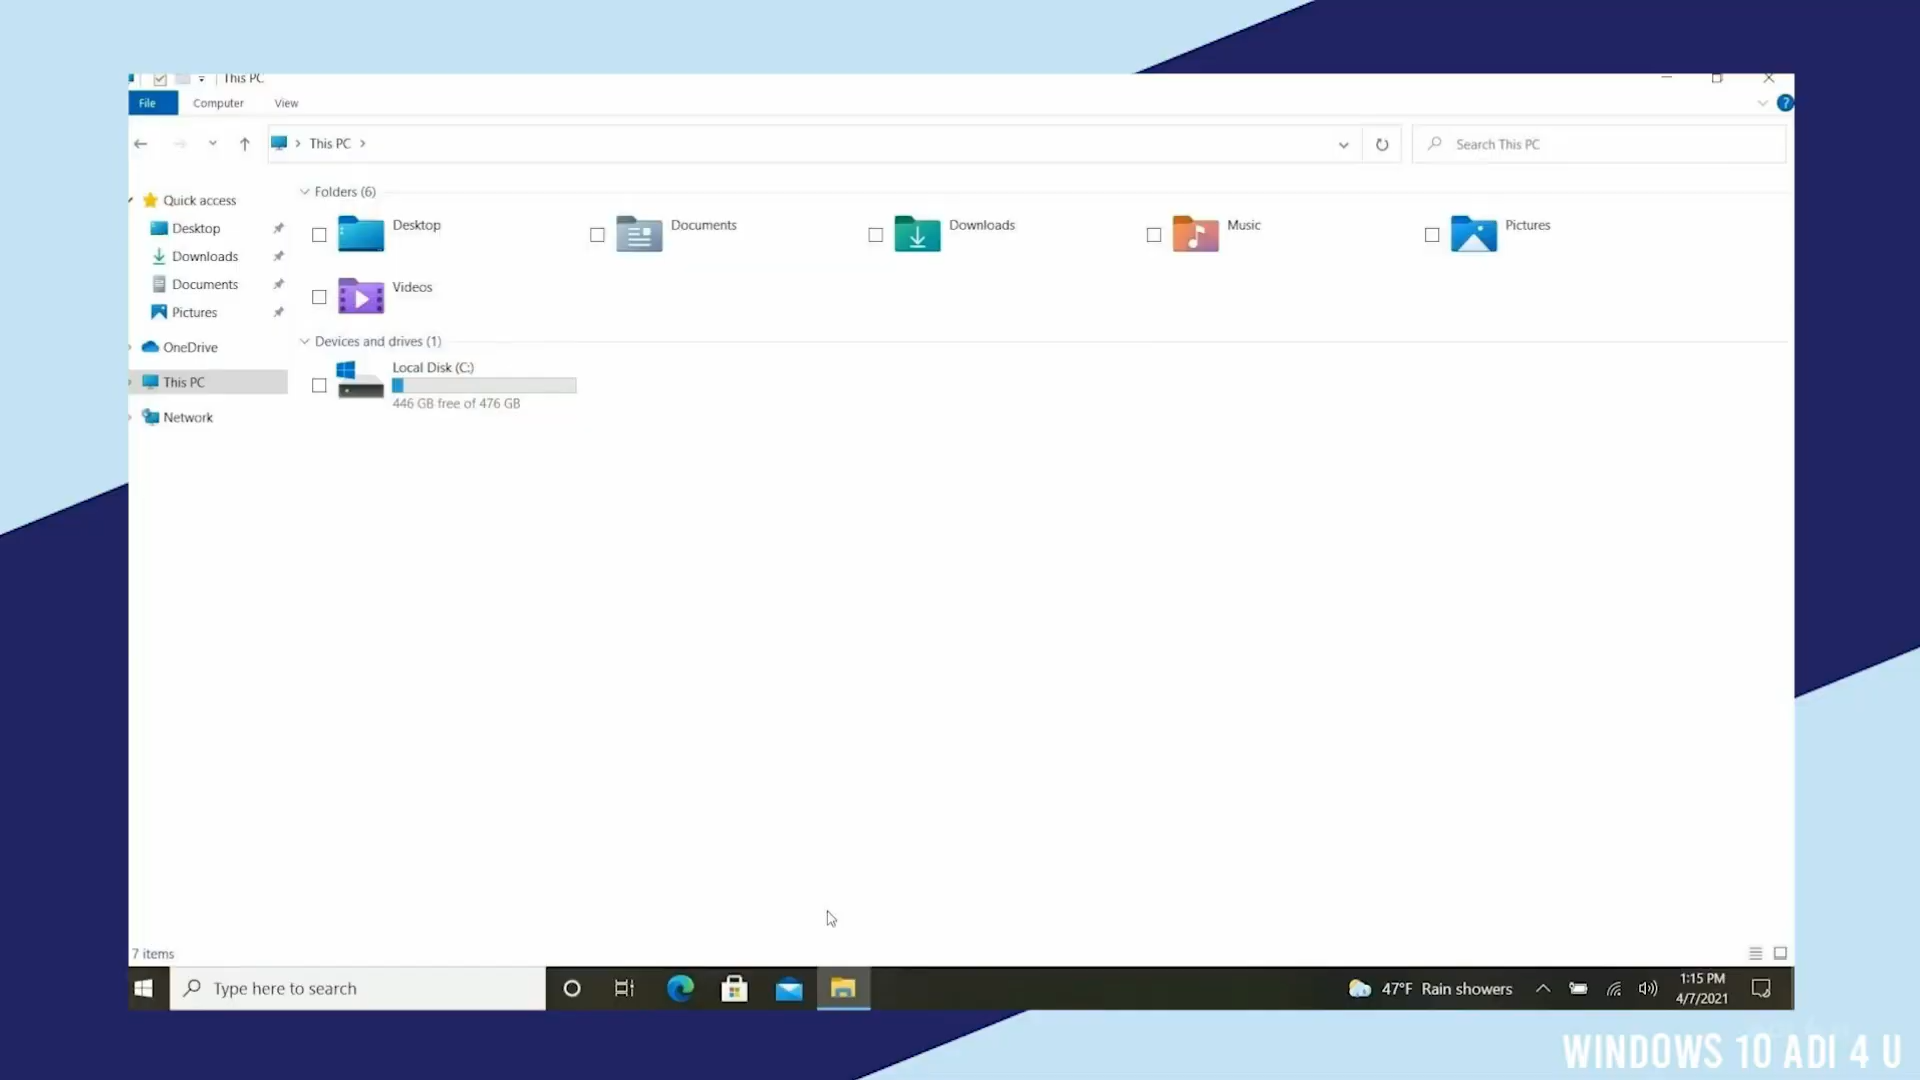 This PC
File Computer View
This PC
Search This PC
Quick access
Desktop
Downloads
Documents
Pictures
OneDrive
This PC
Network
Folders (6)
Desktop Documents Downloads Music Pictures
Videos
Devices and drives (1)
Local Disk (C:)
446 GB free of 476 GB
7 items
Type here to search
47°F Rain showers
1:15 PM
4/7/2021
WINDOWS 10 ADI 4 U